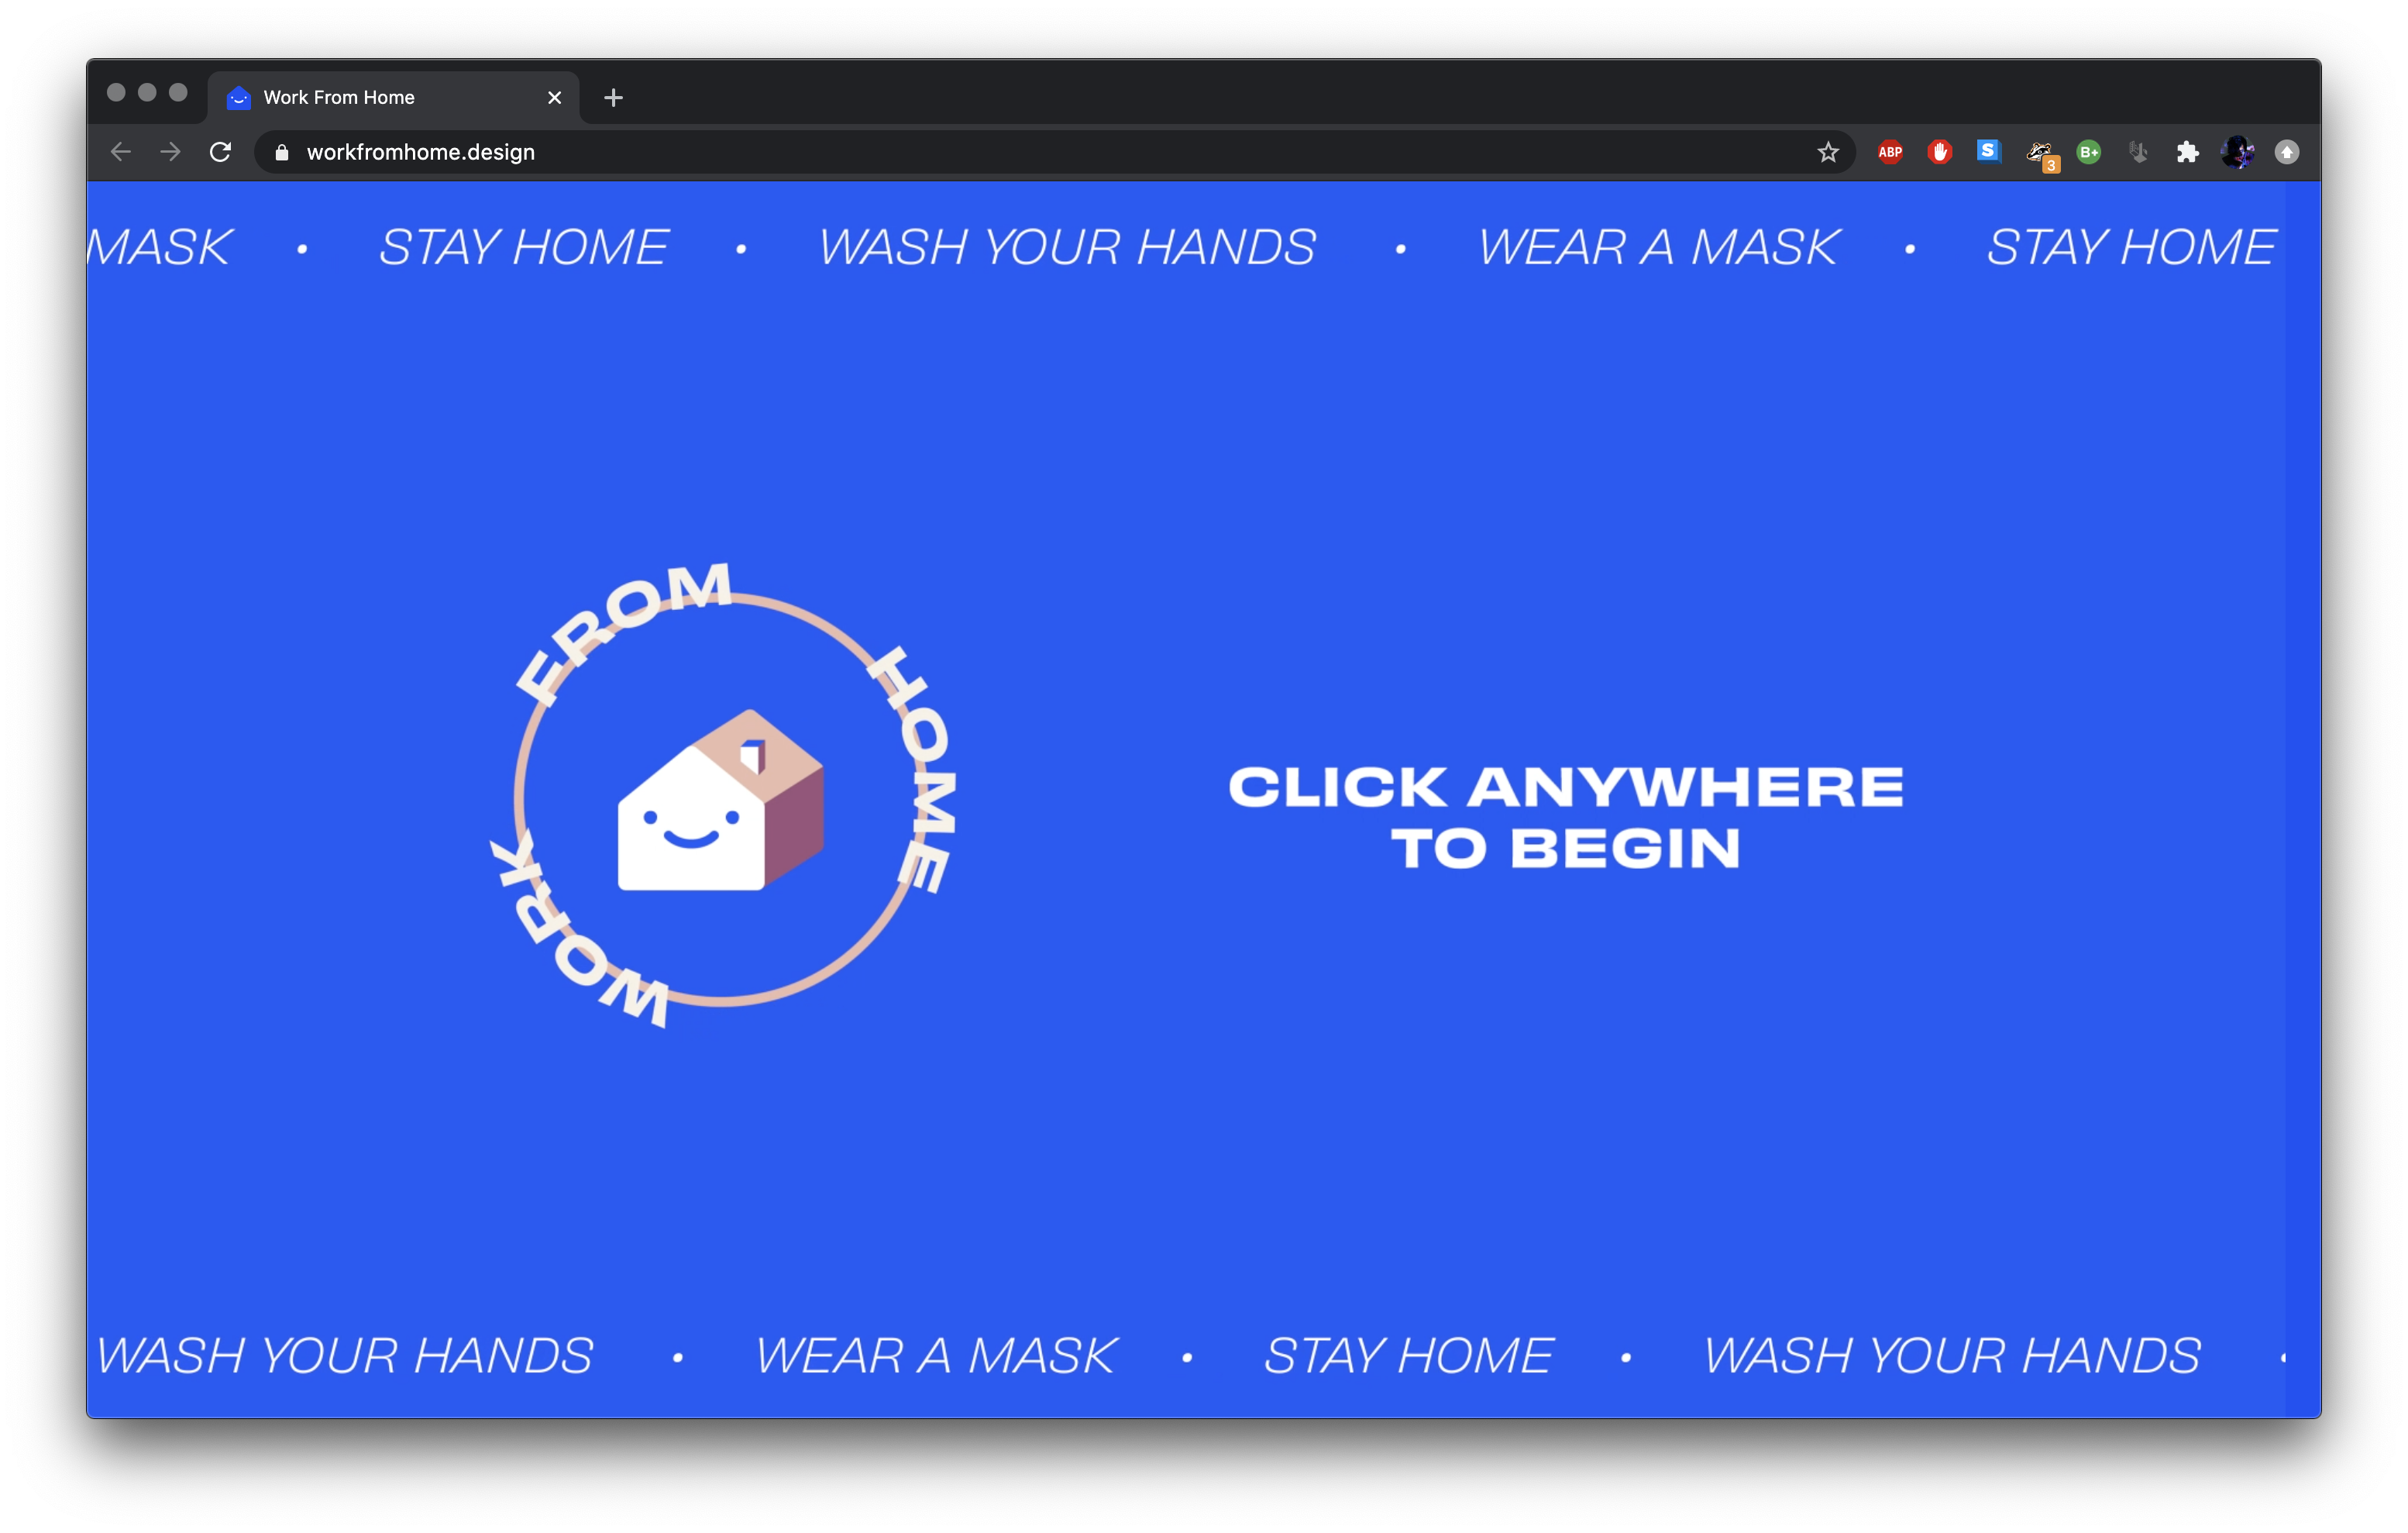 Work From Home
workfromhome.design
ABP
S
3
B+
MASK • STAY HOME • WASH YOUR HANDS • WEAR A MASK • STAY HOME
WORK FROM HOME
CLICK ANYWHERE
TO BEGIN
WASH YOUR HANDS • WEAR A MASK • STAY HOME • WASH YOUR HANDS •